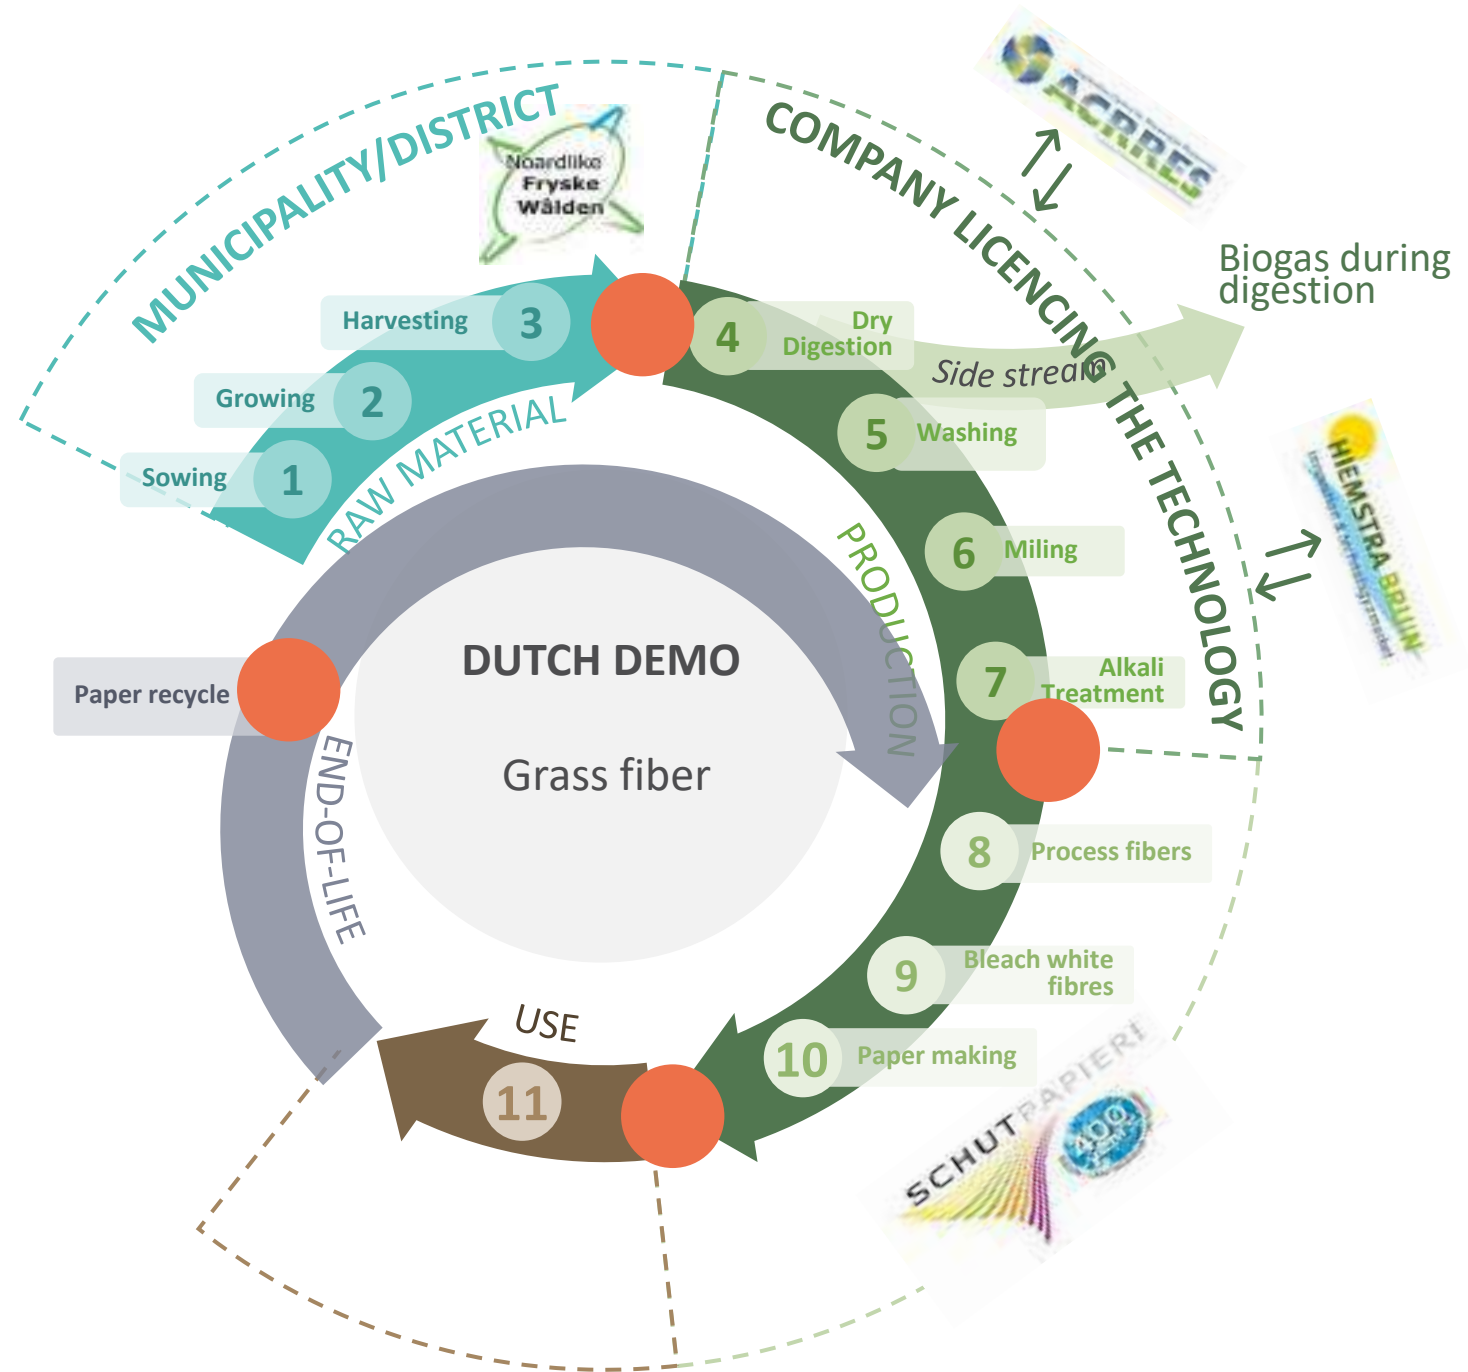 MUNICIPALITY/DISTRICT
Noardlike
Fryske
Wâlden
COMPANY LICENCING THE TECHNOLOGY
ACRRES
Biogas during
digestion
Harvesting
3
Growing
2
Sowing
1
RAW MATERIAL
4
Dry
Digestion
Side stream
5
Washing
6
Miling
7
Alkali
Treatment
PRODUCTION
HIEMSTRA BRUIN
DUTCH DEMO
Grass fiber
Paper recycle
END-OF-LIFE
8
Process fibers
9
Bleach white
fibres
10
Paper making
USE
11
SCHUTPAPIER
400